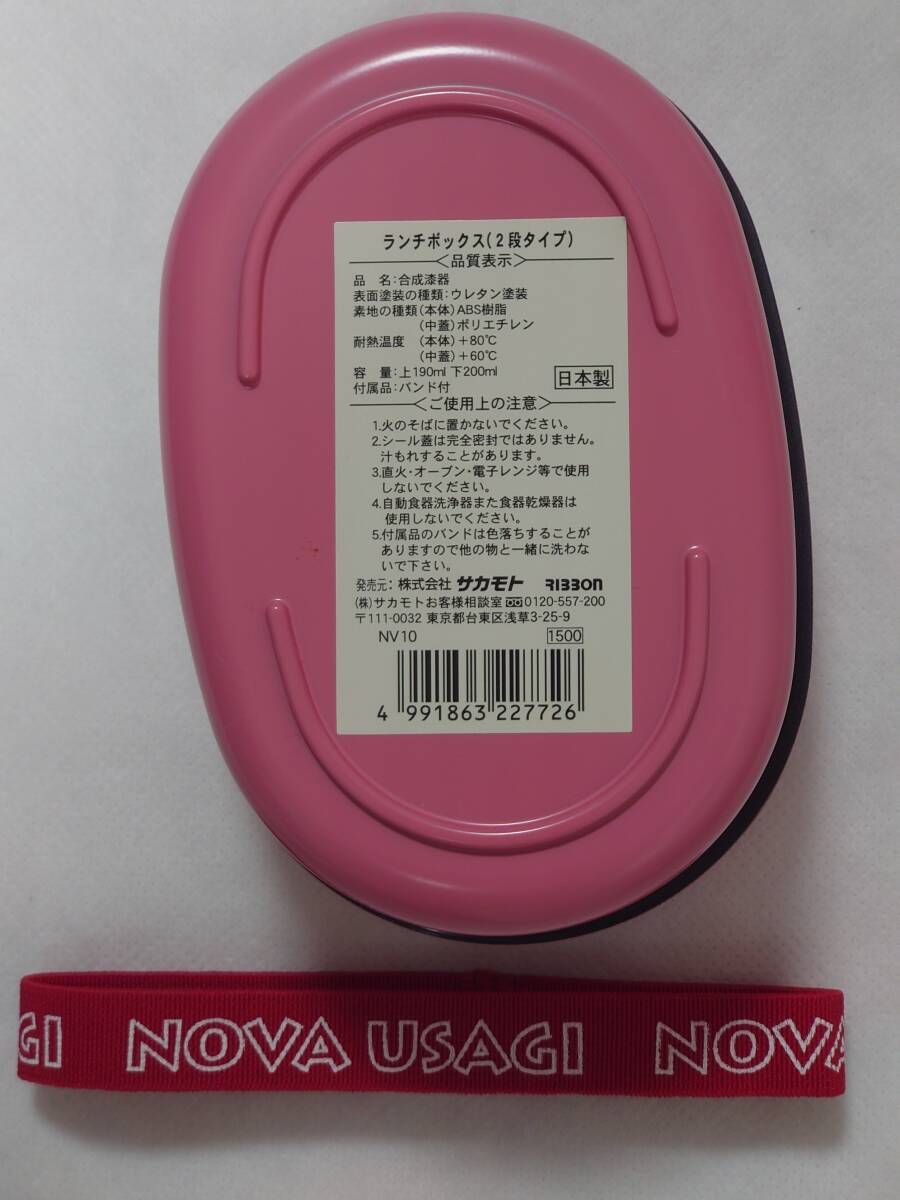 ランチボックス(2段タイプ)
<品質表示>
品 名:合成漆器
表面塗装の種類:ウレタン塗装
素地の種類(本体)ABS樹脂
(中蓋)ポリエチレン
耐熱温度 (本体)+80℃
(中蓋)+60℃
容 量:上190ml 下200ml
付属品:バンド付
日本製
<ご使用上の注意>
1.火のそばに置かないでください。
2.シール蓋は完全密封ではありません。
汁もれすることがあります。
3.直火・オーブン・電子レンジ等で使用
しないでください。
4.自動食器洗浄器また食器乾燥器は
使用しないでください。
5.付属品のバンドは色落ちすることが
ありますので他の物と一緒に洗わな
いで下さい。
発売元:株式会社 サカモト RIBBON
(株)サカモトお客様相談室 0120-557-200
〒111-0032 東京都台東区浅草3-25-9
NV10 1500
4 991863 227726
AGI NOVA USAGI NOVA